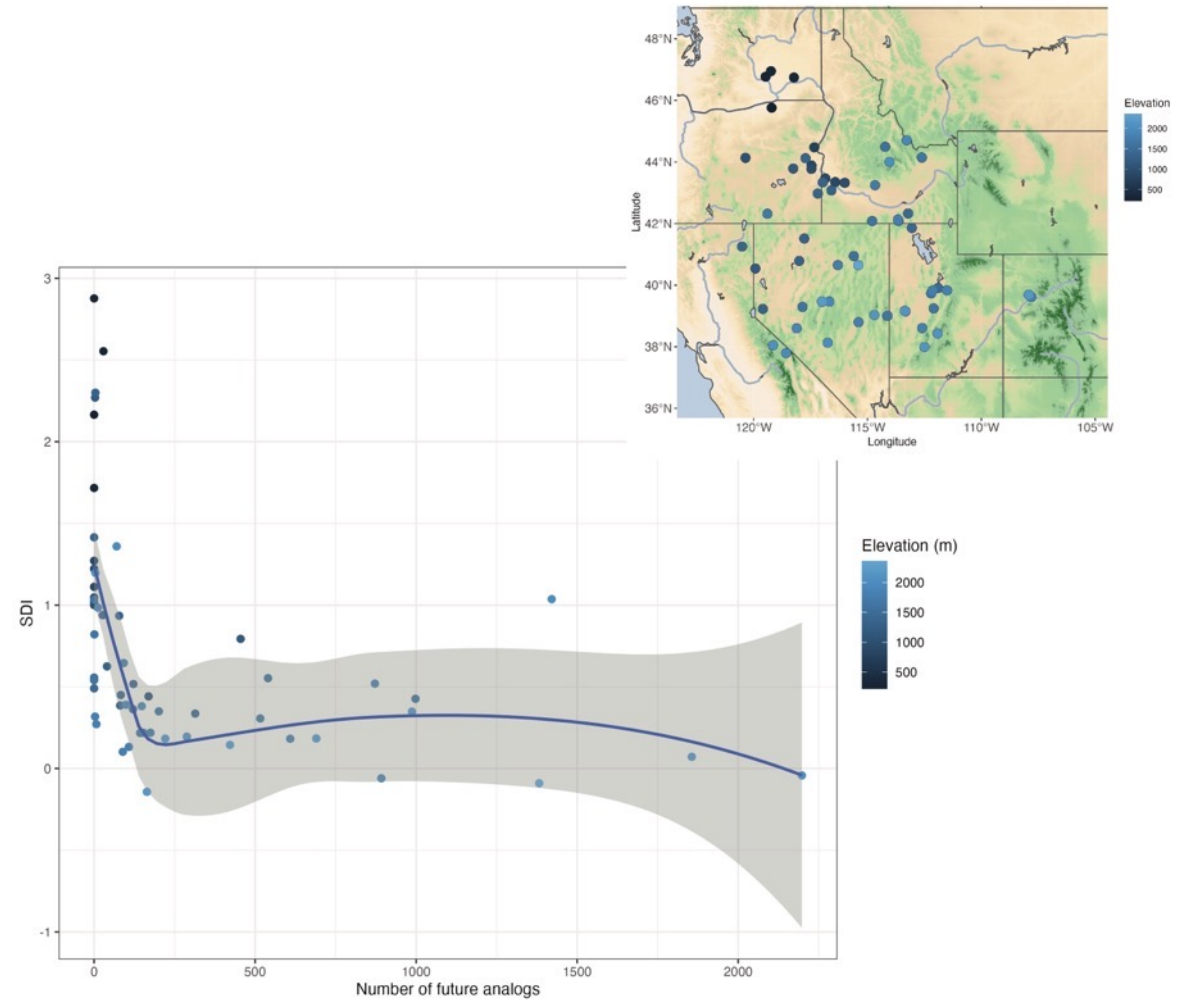 48°N
46°N
44°N
42°N
40°N
38°N
36°N
Latitude
120°W
115°W
110°W
105°W
Longitude
Elevation
2000
1500
1000
500
3
2
1
0
-1
SDI
0
500
1000
1500
2000
Number of future analogs
Elevation (m)
2000
1500
1000
500